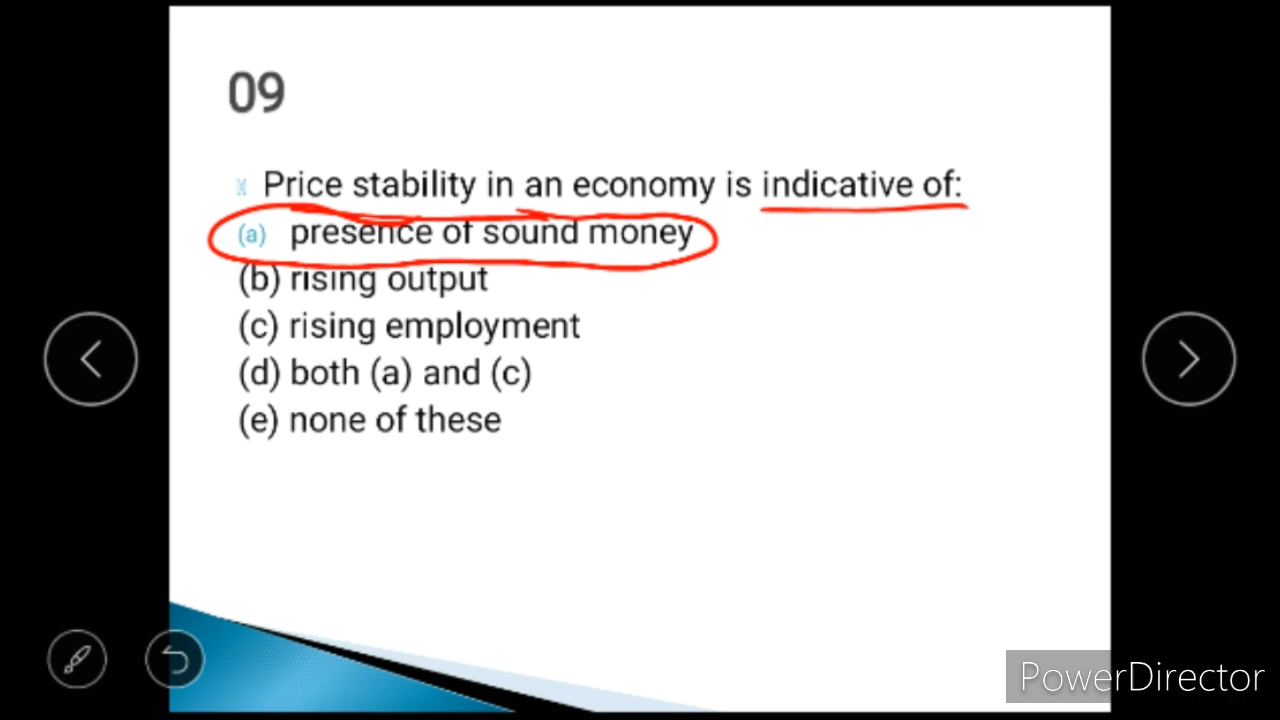 09
Price stability in an economy is indicative of:
(a) presence of sound money
(b) rising output
(c) rising employment
(d) both (a) and (c)
(e) none of these
PowerDirector